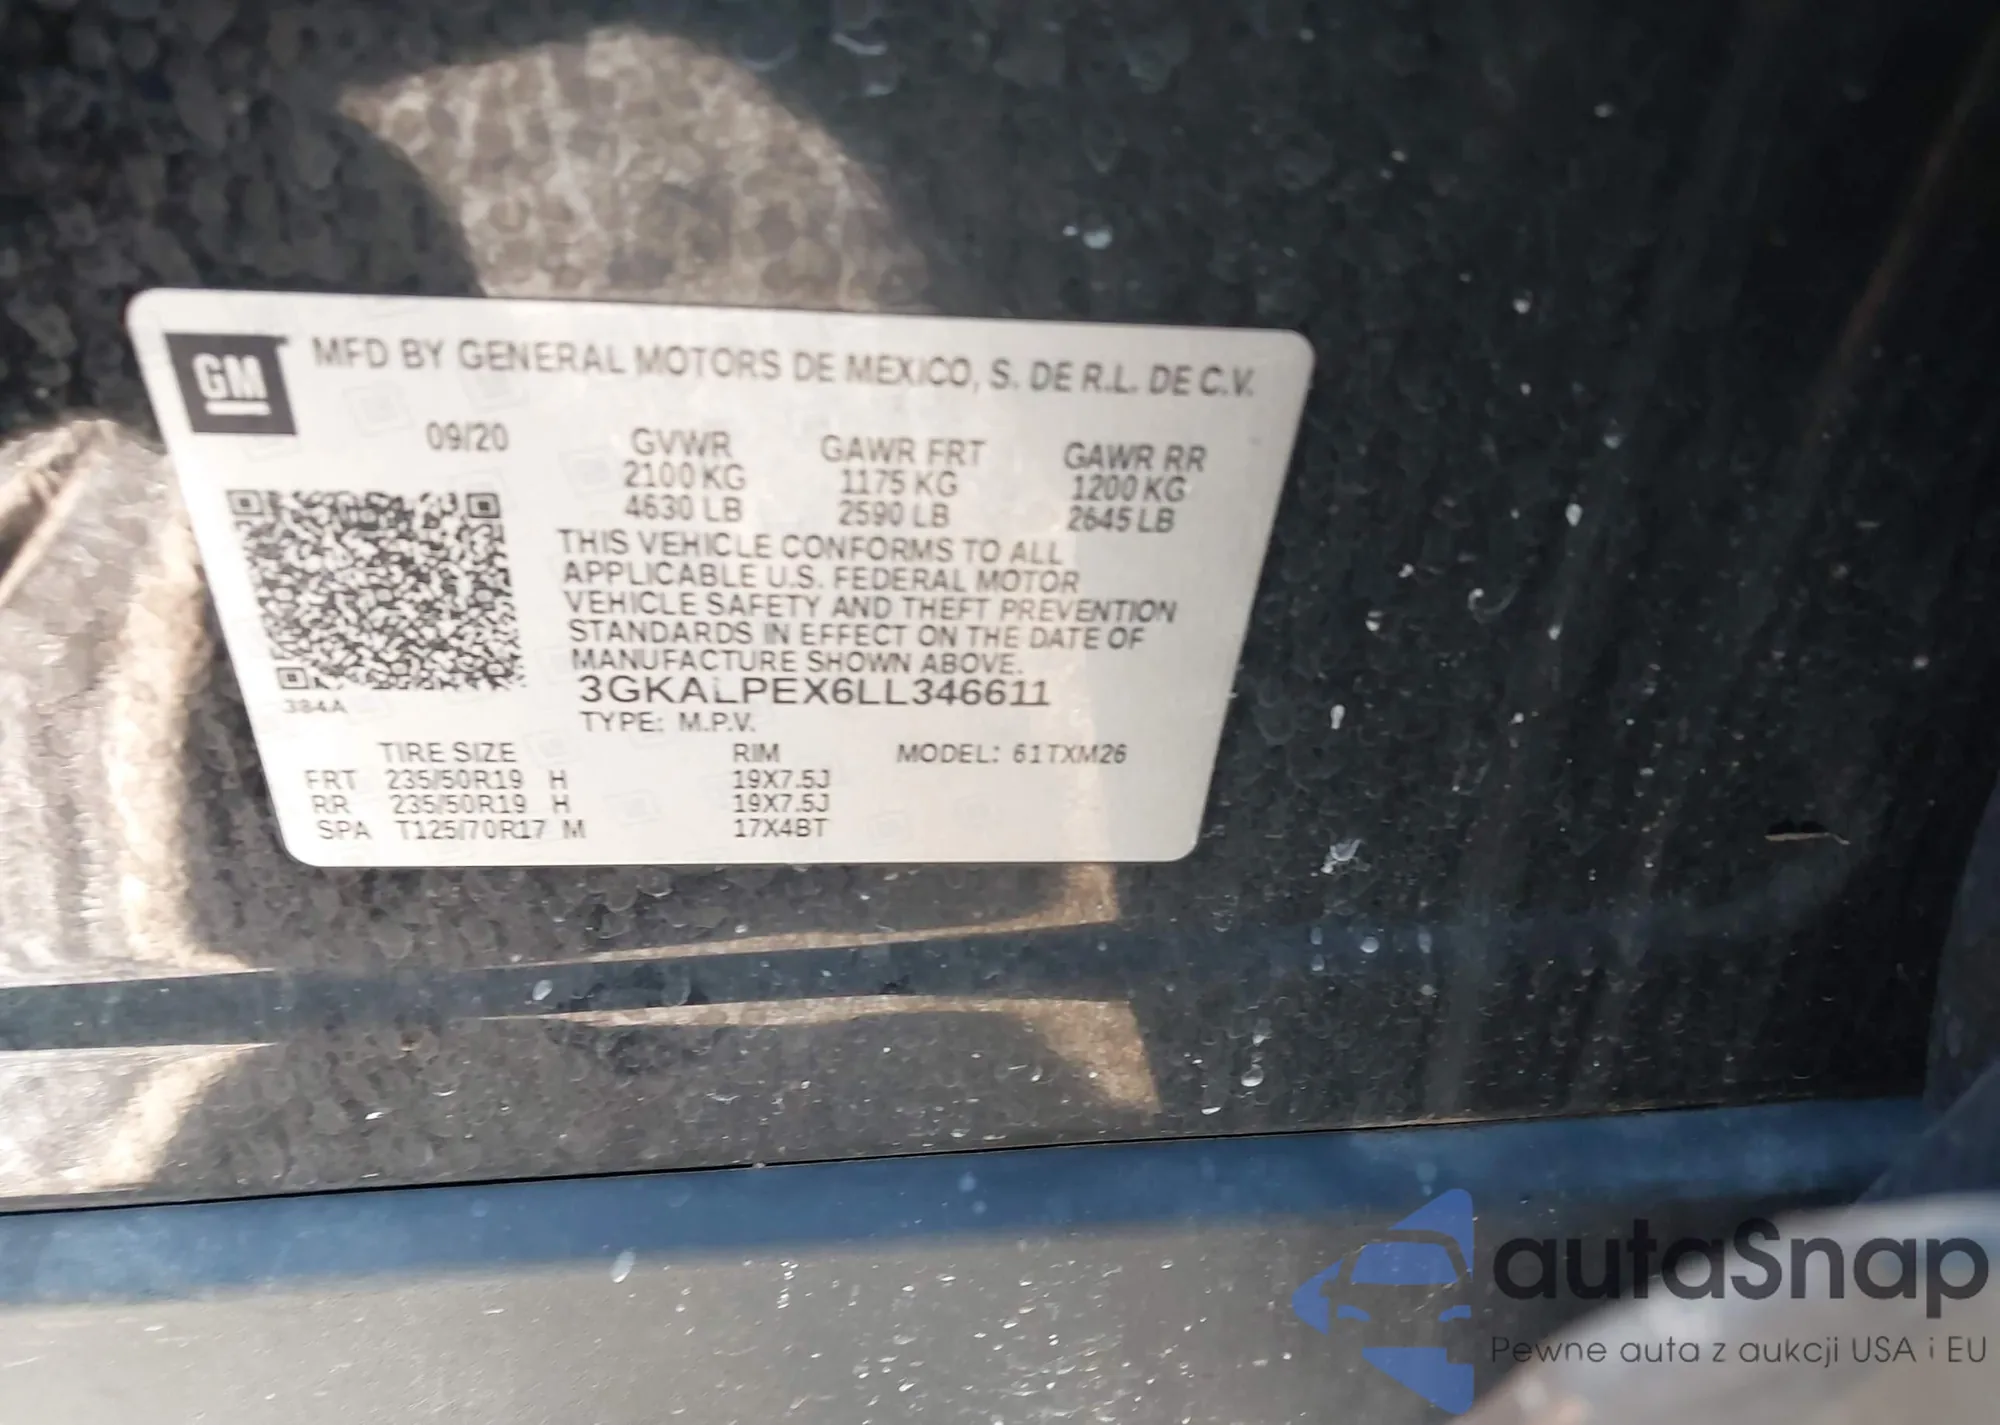 GM MFD BY GENERAL MOTORS DE MEXICO, S. DE R.L. DE C.V.
09/20 GVWR GAWR FRT GAWR RR
2100 KG 1175 KG 1200 KG
4630 LB 2590 LB 2645 LB
THIS VEHICLE CONFORMS TO ALL
APPLICABLE U.S. FEDERAL MOTOR
VEHICLE SAFETY AND THEFT PREVENTION
STANDARDS IN EFFECT ON THE DATE OF
MANUFACTURE SHOWN ABOVE.
3GKALPEX6LL346611
384A
TYPE: M.P.V.
TIRE SIZE RIM MODEL: 61TXM26
FRT 235/50R19 H 19X7.5J
RR 235/50R19 H 19X7.5J
SPA T125/70R17 M 17X4BT
autaSnap
Pewne auta z aukcji USA i EU